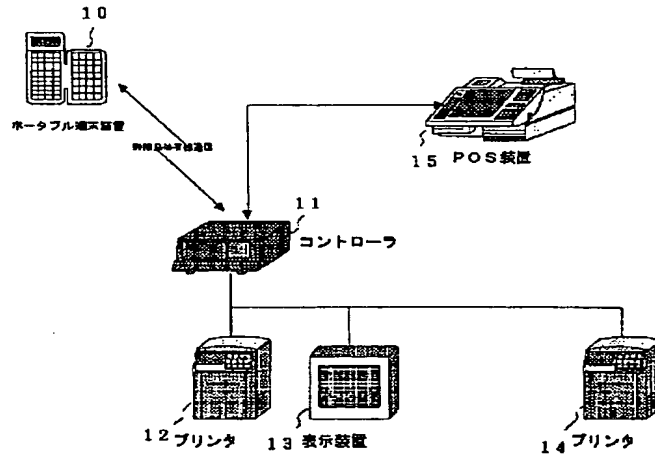 10
ポータブル端末装置
15 POS装置
11
コントローラ
12 プリンタ
13 表示装置
14 プリンタ